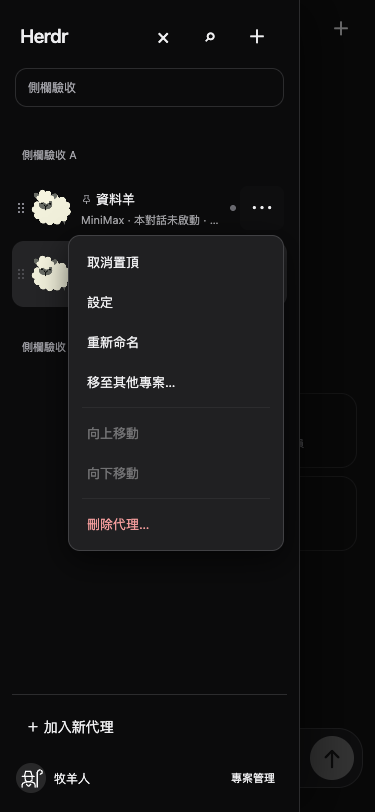 Herdr
側欄驗收
側欄驗收 A
資料羊
MiniMax · 本對話未啟動 · ...
取消置頂
設定
重新命名
側欄驗收
移至其他專案...
向上移動
向下移動
刪除代理...
+ 加入新代理
牧羊人
專案管理